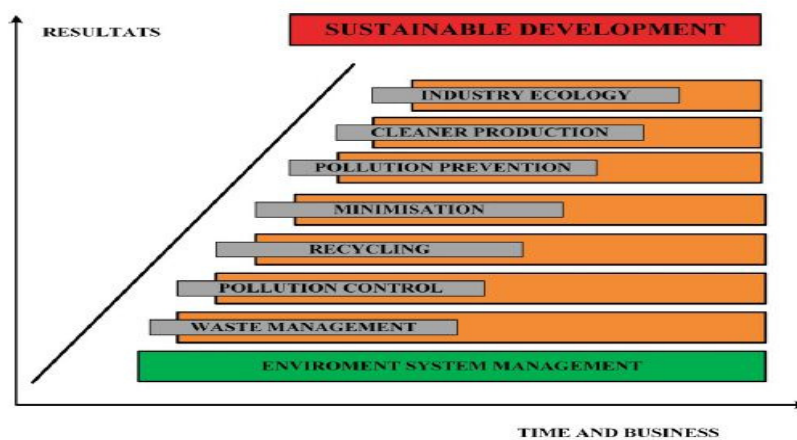 RESULTATS
SUSTAINABLE DEVELOPMENT
INDUSTRY ECOLOGY
CLEANER PRODUCTION
POLLUTION PREVENTION
MINIMISATION
RECYCLING
POLLUTION CONTROL
WASTE MANAGEMENT
ENVIROMENT SYSTEM MANAGEMENT
TIME AND BUSINESS